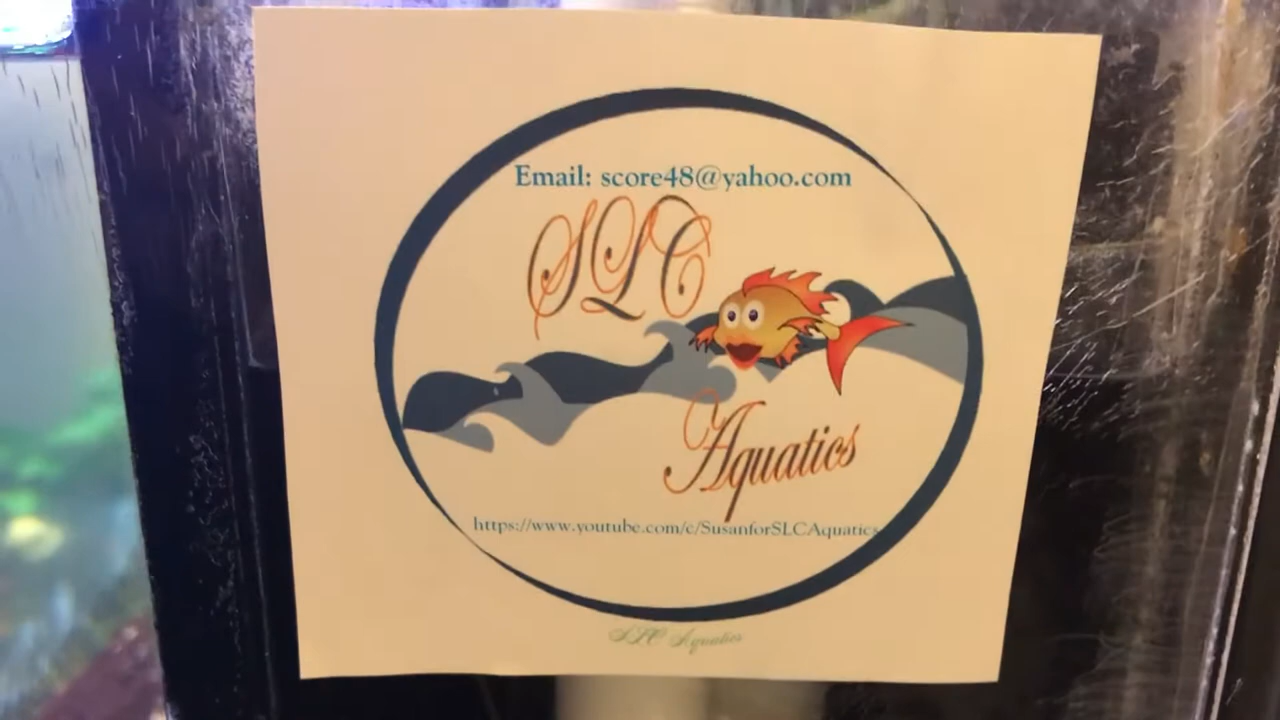 Email: score48@yahoo.com
SLC
Aquatics
https://www.youtube.com/c/SusanforSLCAquatics
SLC Aquatics